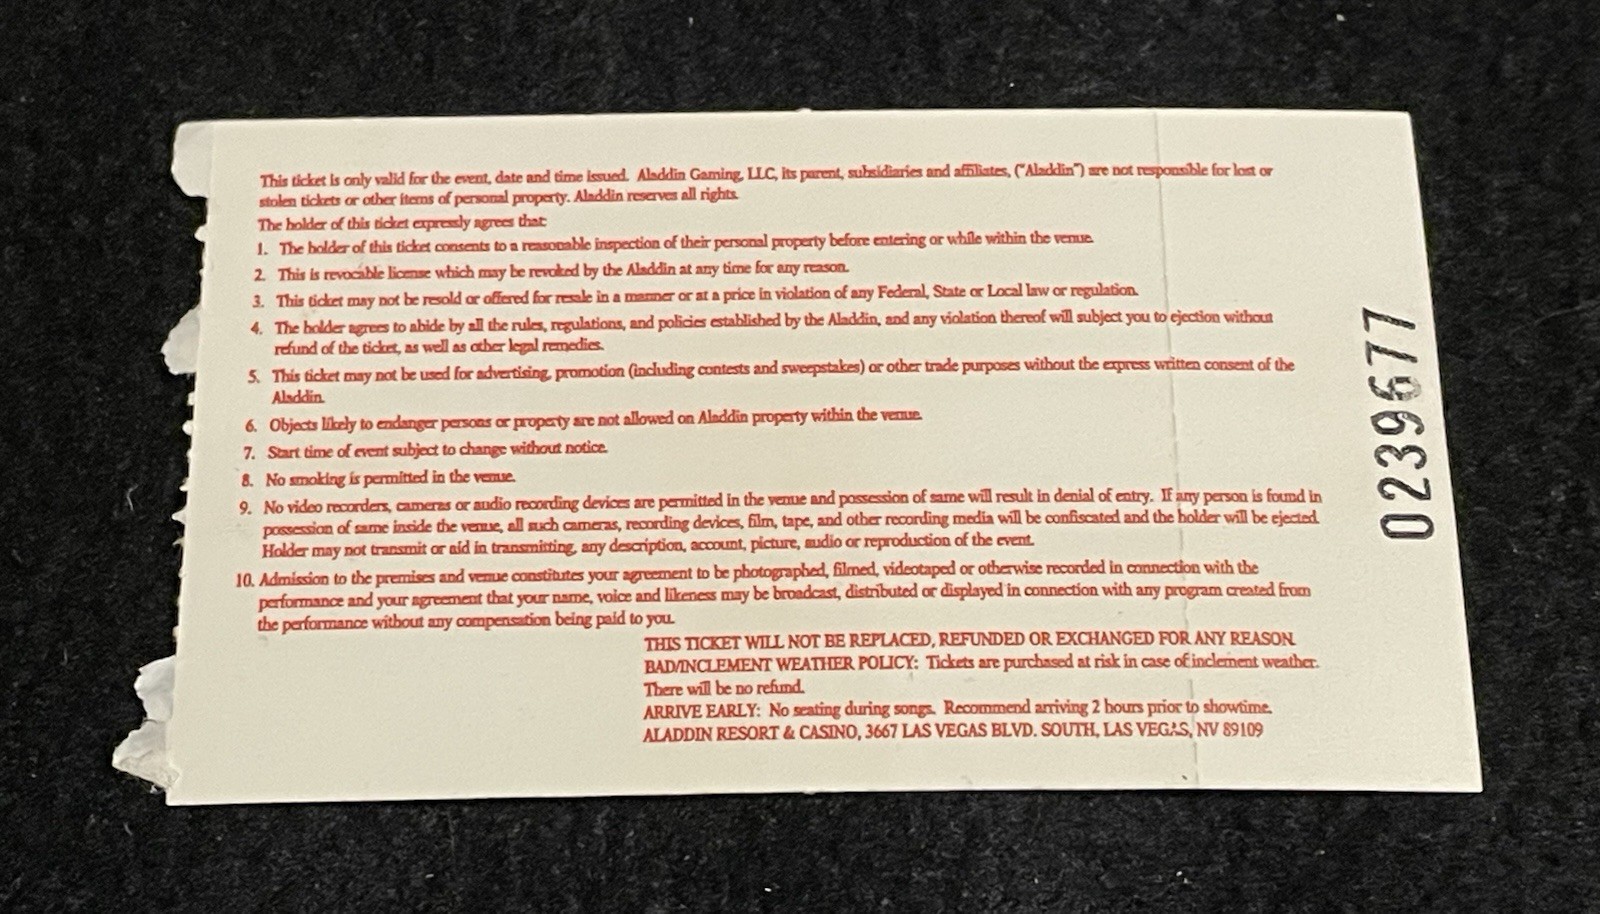 This ticket is only valid for the event, date and time issued. Aladdin Gaming, LLC, its parent, subsidiaries and affiliates, ("Aladdin") are not responsible for lost or
stolen tickets or other items of personal property. Aladdin reserves all rights.
The holder of this ticket expressly agrees that:
1. The holder of this ticket consents to a reasonable inspection of their personal property before entering or while within the venue.
2. This is revocable license which may be revoked by the Aladdin at any time for any reason.
3. This ticket may not be resold or offered for resale in a manner or at a price in violation of any Federal, State or Local law or regulation.
4. The holder agrees to abide by all the rules, regulations, and policies established by the Aladdin, and any violation thereof will subject you to ejection without
refund of the ticket, as well as other legal remedies.
5. This ticket may not be used for advertising, promotion (including contests and sweepstakes) or other trade purposes without the express written consent of the
Aladdin.
6. Objects likely to endanger persons or property are not allowed on Aladdin property within the venue.
7. Start time of event subject to change without notice.
8. No smoking is permitted in the venue.
9. No video recorders, cameras or audio recording devices are permitted in the venue and possession of same will result in denial of entry. If any person is found in
possession of same inside the venue, all such cameras, recording devices, film, tape, and other recording media will be confiscated and the holder will be ejected.
Holder may not transmit or aid in transmitting, any description, account, picture, audio or reproduction of the event.
10. Admission to the premises and venue constitutes your agreement to be photographed, filmed, videotaped or otherwise recorded in connection with the
performance and your agreement that your name, voice and likeness may be broadcast, distributed or displayed in connection with any program created from
the performance without any compensation being paid to you.
THIS TICKET WILL NOT BE REPLACED, REFUNDED OR EXCHANGED FOR ANY REASON.
BAD/INCLEMENT WEATHER POLICY: Tickets are purchased at risk in case of inclement weather.
There will be no refund.
ARRIVE EARLY: No seating during songs. Recommend arriving 2 hours prior to showtime.
ALADDIN RESORT & CASINO, 3667 LAS VEGAS BLVD. SOUTH, LAS VEGAS, NV 89109
0239677